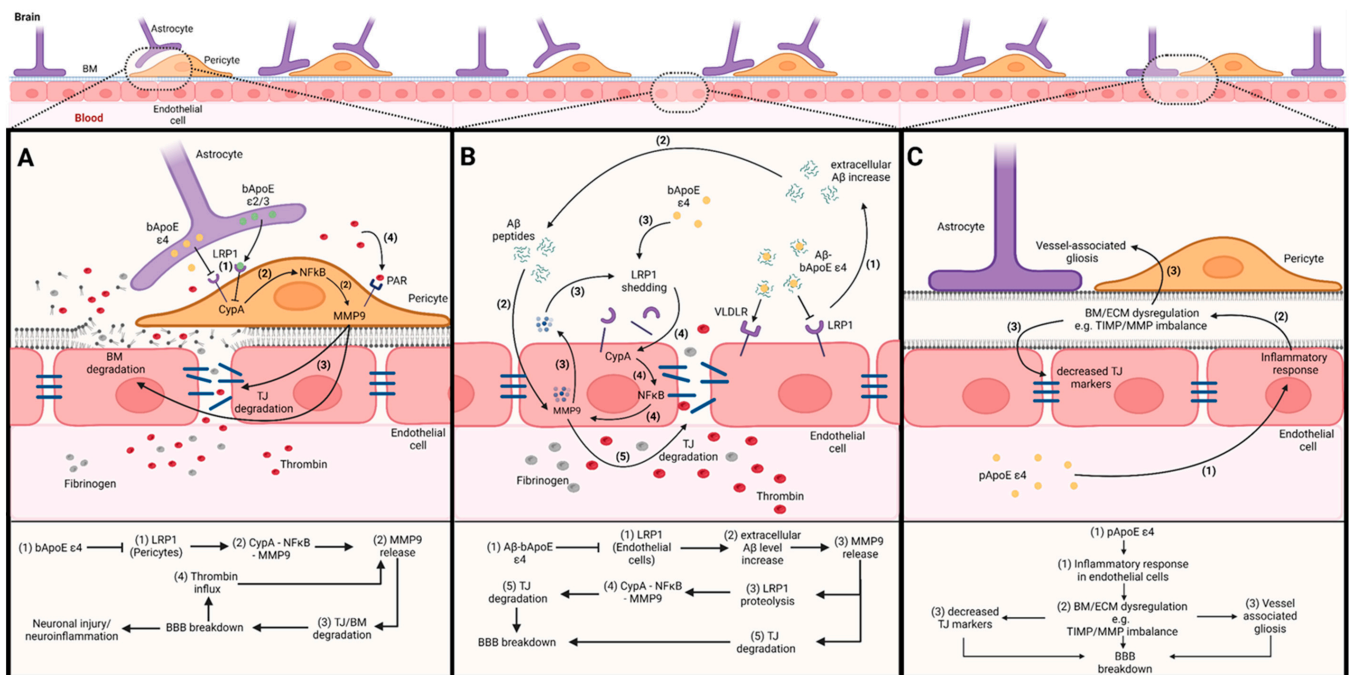 Brain
Astrocyte
Pericyte
BM
Endothelial
cell
Blood
A
Astrocyte
bApoE
ε2/3
bApoE
ε4
LRP1
(1)
(2)
NFkB
(2)
(4)
PAR
Pericyte
CypA
MMP9
BM
degradation
(3)
TJ
degradation
Endothelial
cell
Thrombin
Fibrinogen
(1) bApoE ε4
(1) LRP1
(Pericytes)
(2) CypA - NFκB
- MMP9
(2) MMP9
release
(4) Thrombin
influx
Neuronal injury/
neuroinflammation
BBB breakdown
(3) TJ/BM
degradation
B
(2)
extracellular
Aβ increase
bApoE
ε4
(3)
Aβ
peptides
Aβ-
bApoE ε4
(1)
LRP1
shedding
(3)
(2)
VLDLR
LRP1
(4)
CypA
(3)
(4)
NFκB
MMP9
(4)
Endothelial
cell
(5)
TJ
degradation
Fibrinogen
Thrombin
(1) Aβ-bApoE
ε4
(1) LRP1
(Endothelial
cells)
(2) extracellular
Aβ level
increase
(3) MMP9
release
(5) TJ
degradation
(4) CypA - NFκB
- MMP9
(3) LRP1
proteolysis
BBB breakdown
(5) TJ
degradation
C
Astrocyte
Vessel-associated
gliosis
(3)
Pericyte
BM/ECM dysregulation
e.g. TIMP/MMP imbalance
(2)
(3)
Inflammatory
response
decreased TJ
markers
Endothelial
cell
pApoE ε4
(1)
(1) pApoE ε4
(1) Inflammatory response
in endothelial cells
(3) decreased
TJ markers
(2) BM/ECM dysregulation
e.g.
TIMP/MMP imbalance
(3) Vessel
associated
gliosis
BBB
breakdown